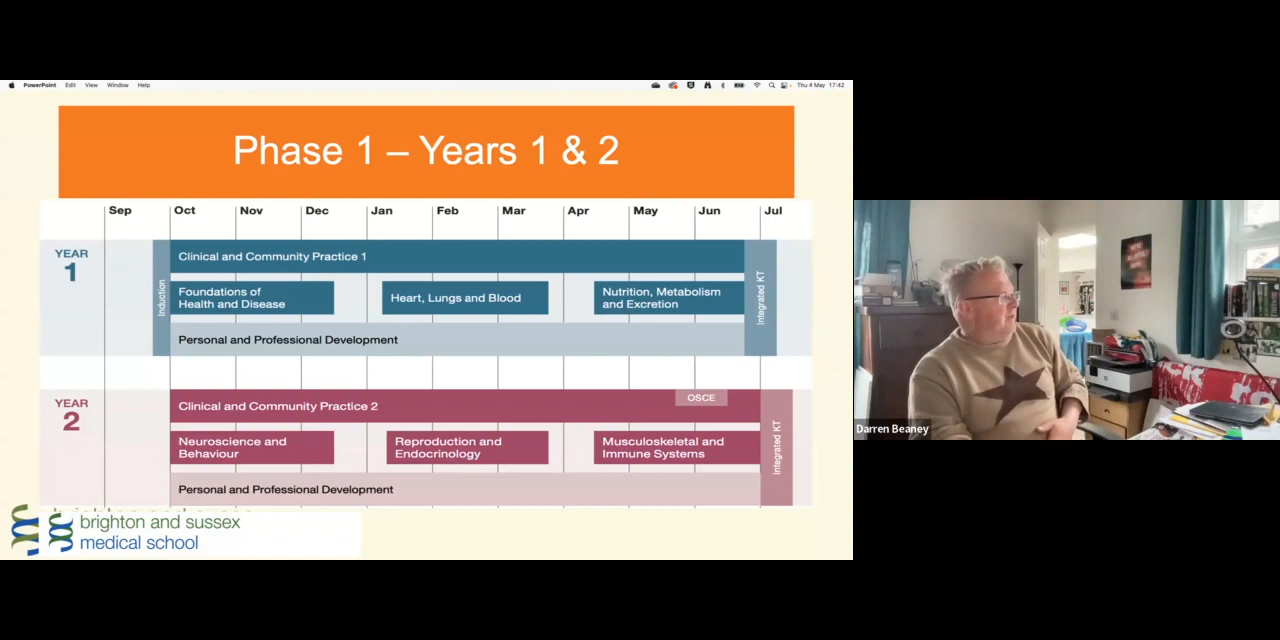 PowerPoint Edit View Window Help
Thu 4 May 17:42
Phase 1 – Years 1 & 2
Sep Oct Nov Dec Jan Feb Mar Apr May Jun Jul
YEAR
1
Induction
Clinical and Community Practice 1
Foundations of
Health and Disease
Heart, Lungs and Blood
Nutrition, Metabolism
and Excretion
Personal and Professional Development
Integrated KT
YEAR
2
Clinical and Community Practice 2
OSCE
Neuroscience and
Behaviour
Reproduction and
Endocrinology
Musculoskeletal and
Immune Systems
Personal and Professional Development
Integrated KT
brighton and sussex
medical school
Darren Beaney